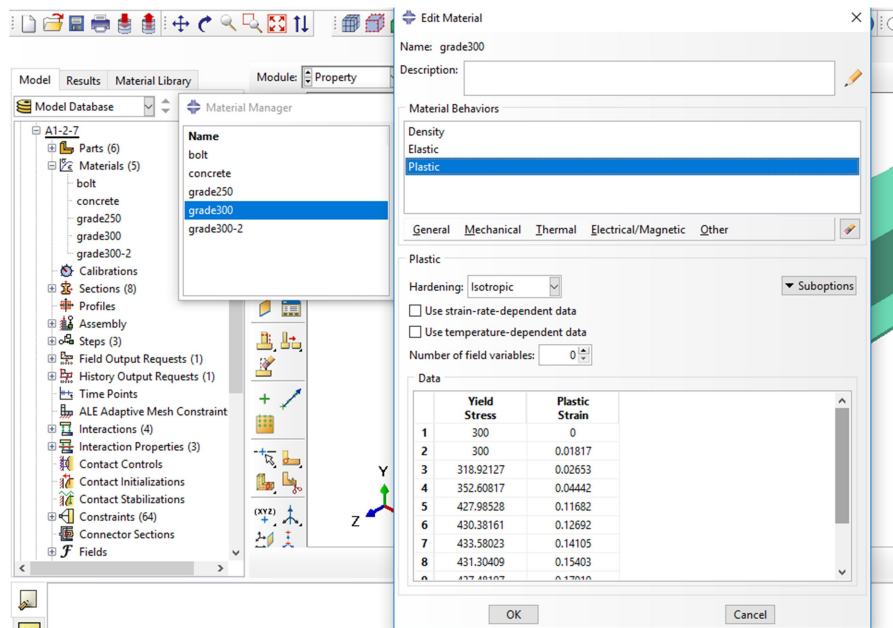 Edit Material
Name: grade300
Description:
Model Results Material Library
Module: Property
Model Database
Material Manager
A1-2-7
Parts (6)
Materials (5)
bolt
concrete
grade250
grade300
grade300-2
Calibrations
Sections (8)
Profiles
Assembly
Steps (3)
Field Output Requests (1)
History Output Requests (1)
Time Points
ALE Adaptive Mesh Constraint
Interactions (4)
Interaction Properties (3)
Contact Controls
Contact Initializations
Contact Stabilizations
Constraints (64)
Connector Sections
Fields
Name
bolt
concrete
grade250
grade300
grade300-2
(XYZ)
Y
Z
Material Behaviors
Density
Elastic
Plastic
General Mechanical Thermal Electrical/Magnetic Other
Plastic
Hardening: Isotropic
Suboptions
Use strain-rate-dependent data
Use temperature-dependent data
Number of field variables: 0
Data
Yield Stress Plastic Strain
1 300 0
2 300 0.01817
3 318.92127 0.02653
4 352.60817 0.04442
5 427.98528 0.11682
6 430.38161 0.12692
7 433.58023 0.14105
8 431.30409 0.15403
OK Cancel